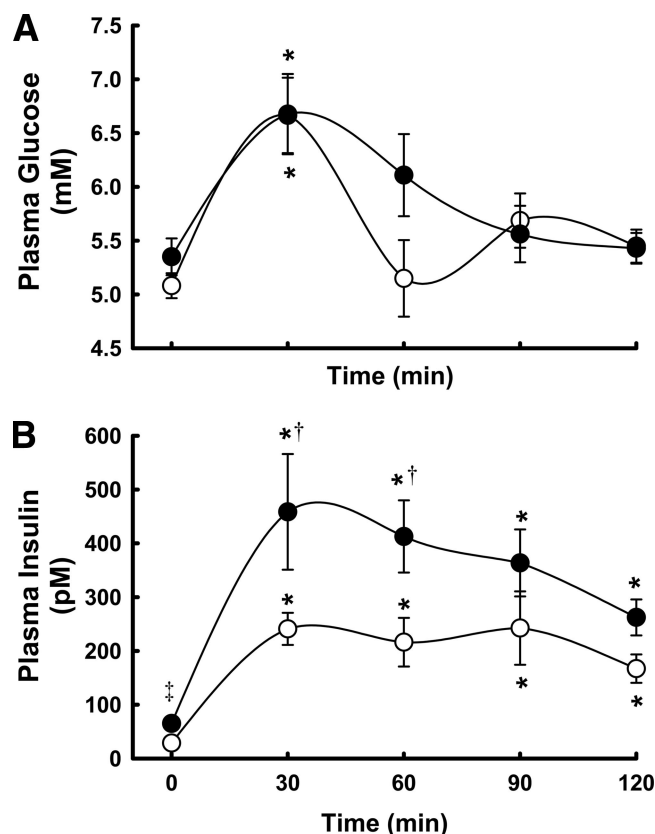 A
7.5
7.0
6.5
6.0
5.5
5.0
4.5
Plasma Glucose
(mM)
*
*
Time (min)
B
600
500
400
300
200
100
0
Plasma Insulin
(pM)
*†
*†
*
*
*
*
*
*
‡
0 30 60 90 120
Time (min)